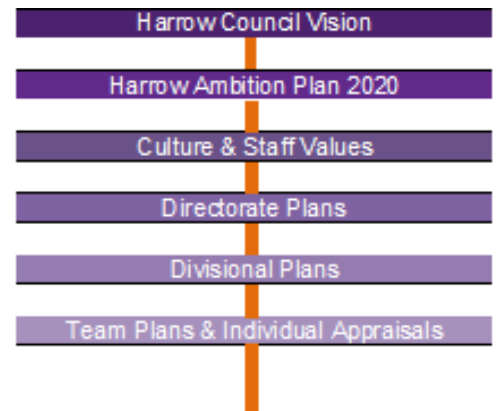 Harrow Council Vision
Harrow Ambition Plan 2020
Culture & Staff Values
Directorate Plans
Divisional Plans
Team Plans & Individual Appraisals